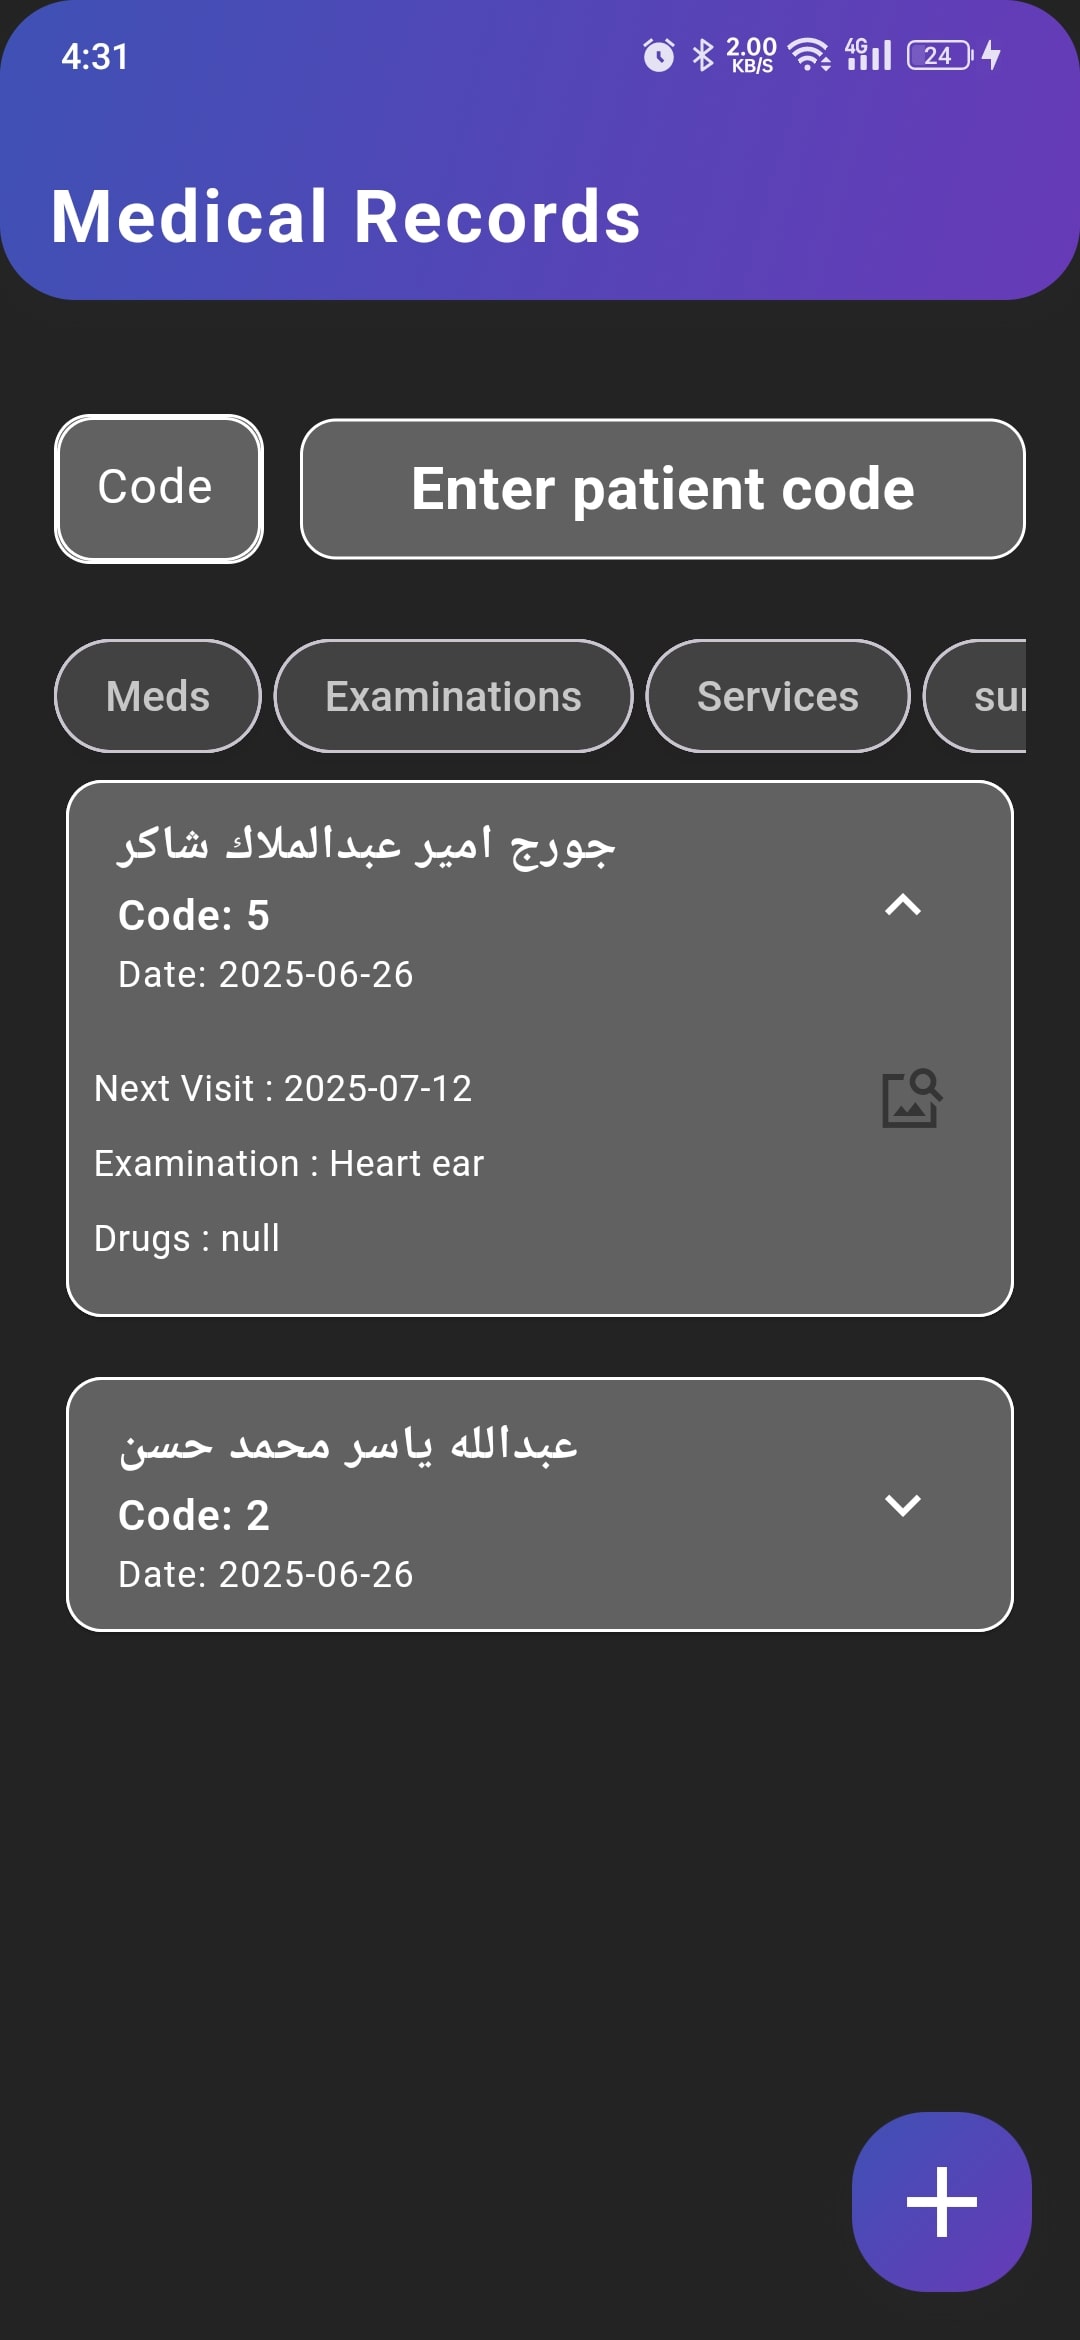 4:31
2.00 KB/S 4G 24
Medical Records
Code
Enter patient code
Meds Examinations Services sur
جورج امير عبدالملاك شاكر
Code: 5
Date: 2025-06-26
Next Visit : 2025-07-12
Examination : Heart ear
Drugs : null
عبدالله ياسر محمد حسن
Code: 2
Date: 2025-06-26